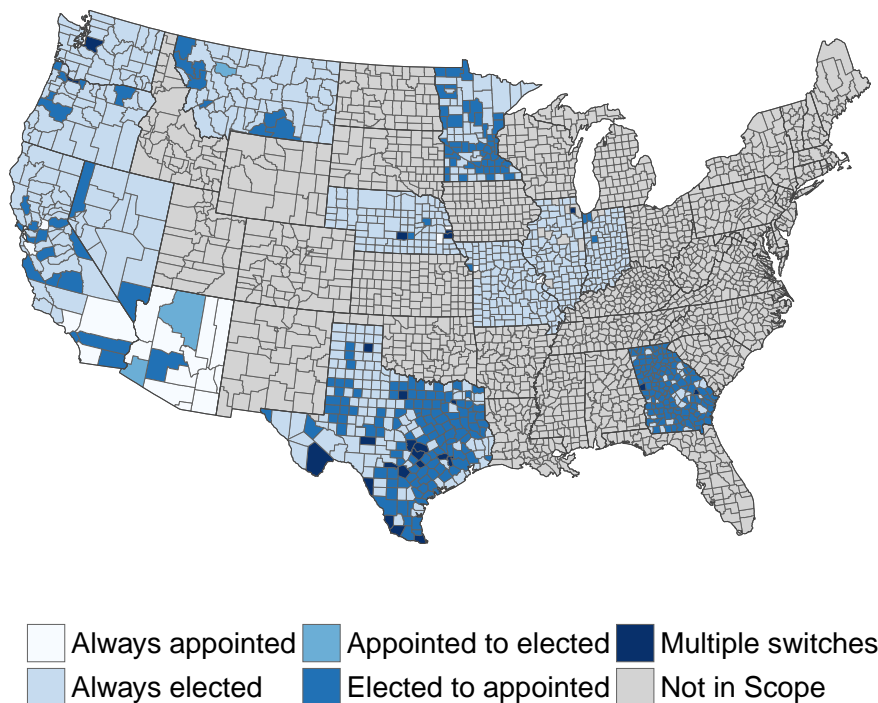 Always appointed Appointed to elected Multiple switches
Always elected Elected to appointed Not in Scope